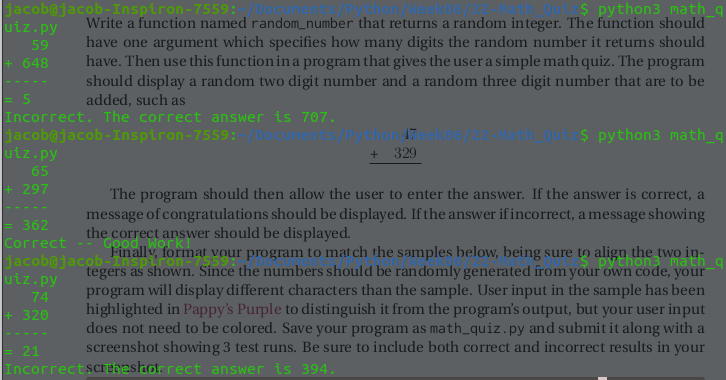 jacob@jacob-Inspiron-7559:~/Documents/Python/Week06/35-Math_Quiz$ python3 math_q
uiz.py
59
+ 648
-----
= 5
Incorrect. The correct answer is 707.
jacob@jacob-Inspiron-7559:~/Documents/Python/ $ python3 math_q
uiz.py
65
+ 297
-----
= 362
Correct -- Good Work!
jacob@jacob-Inspiron-7559:~/Documents/Python/ $ python3 math_q
uiz.py
74
+ 320
-----
= 21
Incorrect. The correct answer is 394.
Write a function named random_number that returns a random integer. The function should
have one argument which specifies how many digits the random number it returns should
have. Then use this function in a program that gives the user a simple math quiz. The program
should display a random two digit number and a random three digit number that are to be
added, such as
47
+ 329
The program should then allow the user to enter the answer. If the answer is correct, a
message of congratulations should be displayed. If the answer if incorrect, a message showing
the correct answer should be displayed.
Finally, format your program to match the samples below, being sure to align the two in-
tegers as shown. Since the numbers should be randomly generated from your own code, your
program will display different characters than the sample. User input in the sample has been
highlighted in Pappy's Purple to distinguish it from the program's output, but your user input
does not need to be colored. Save your program as math_quiz.py and submit it along with a
screenshot showing 3 test runs. Be sure to include both correct and incorrect results in your
screenshot.